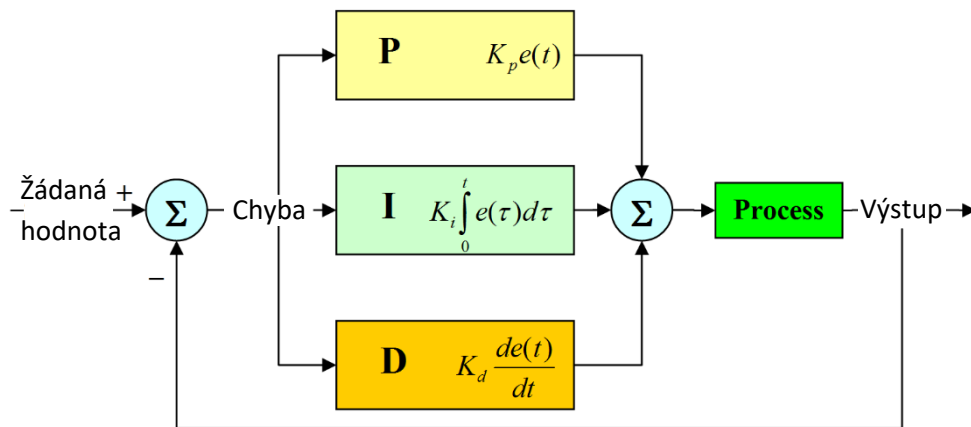 P K_p e(t)
Žádaná +
hodnota
Σ
Chyba
I K_i ∫_0^t e(τ)dτ
Σ
Process
Výstup
−
D K_d de(t)/dt